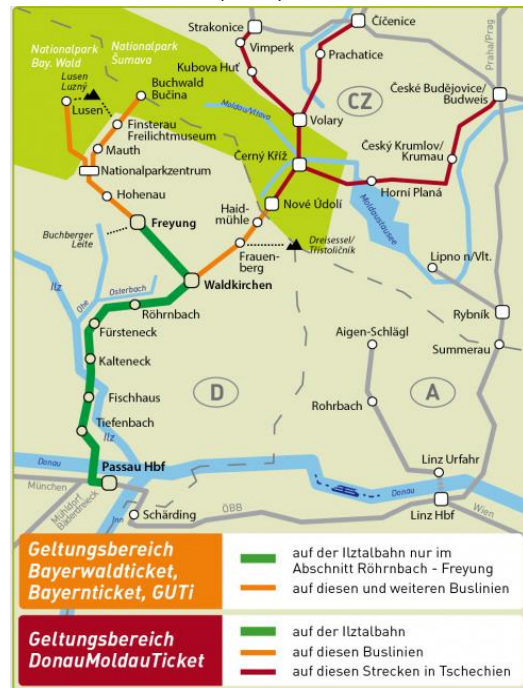 Strakonice
Číčenice
Nationalpark
Bay. Wald
Nationalpark
Šumava
Vimperk
Kubova Huť
Prachatice
Praha/Prag
Lusen
Luzný
Buchwald
Bučina
CZ
České Budějovice/
Budweis
Lusen
Finsterau
Freilichtmuseum
Moldau/Vltava
Volary
Mauth
Černý Kříž
Český Krumlov/
Krumau
Nationalparkzentrum
Horní Planá
Hohenau
Haid-
mühle
Nové Údolí
Moldaustausee
Buchberger
Leite
Freyung
Dreisessel/
Třístoličník
Frauen-
berg
Lipno n/Vlt.
Ilz
Ohe
Osterbach
Waldkirchen
Röhrnbach
Rybník
Fürsteneck
Aigen-Schlägl
Summerau
Kalteneck
D
A
Fischhaus
Rohrbach
Tiefenbach
Ilz
Donau
Passau Hbf
Linz Urfahr
München
Mühldorf
Donau
Inn
Schärding
ÖBB
Linz Hbf
Wien
Geltungsbereich
Bayerwaldticket,
Bayernticket, GUTi
auf der Ilztalbahn nur im
Abschnitt Röhrnbach - Freyung
auf diesen und weiteren Buslinien
Geltungsbereich
DonauMoldauTicket
auf der Ilztalbahn
auf diesen Buslinien
auf diesen Strecken in Tschechien